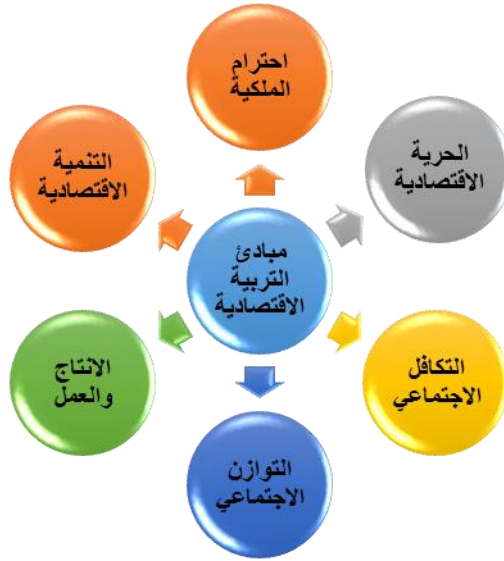 احترام
الملكية
الحرية
الاقتصادية
التكافل
الاجتماعي
التوازن
الاجتماعي
الانتاج
والعمل
التنمية
الاقتصادية
مبادئ
التربية
الاقتصادية